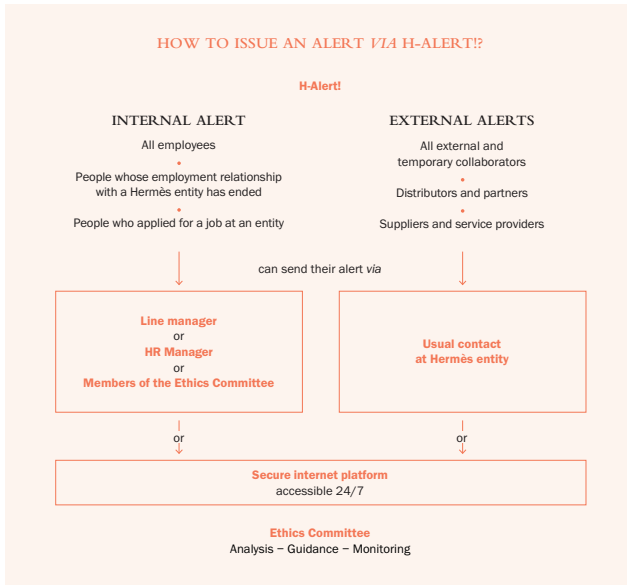 HOW TO ISSUE AN ALERT VIA H-ALERT!?
H-Alert!
INTERNAL ALERT
All employees
•
People whose employment relationship
with a Hermès entity has ended
•
People who applied for a job at an entity
EXTERNAL ALERTS
All external and
temporary collaborators
•
Distributors and partners
•
Suppliers and service providers
can send their alert via
Line manager
or
HR Manager
or
Members of the Ethics Committee
Usual contact
at Hermès entity
or
or
Secure internet platform
accessible 24/7
Ethics Committee
Analysis – Guidance – Monitoring